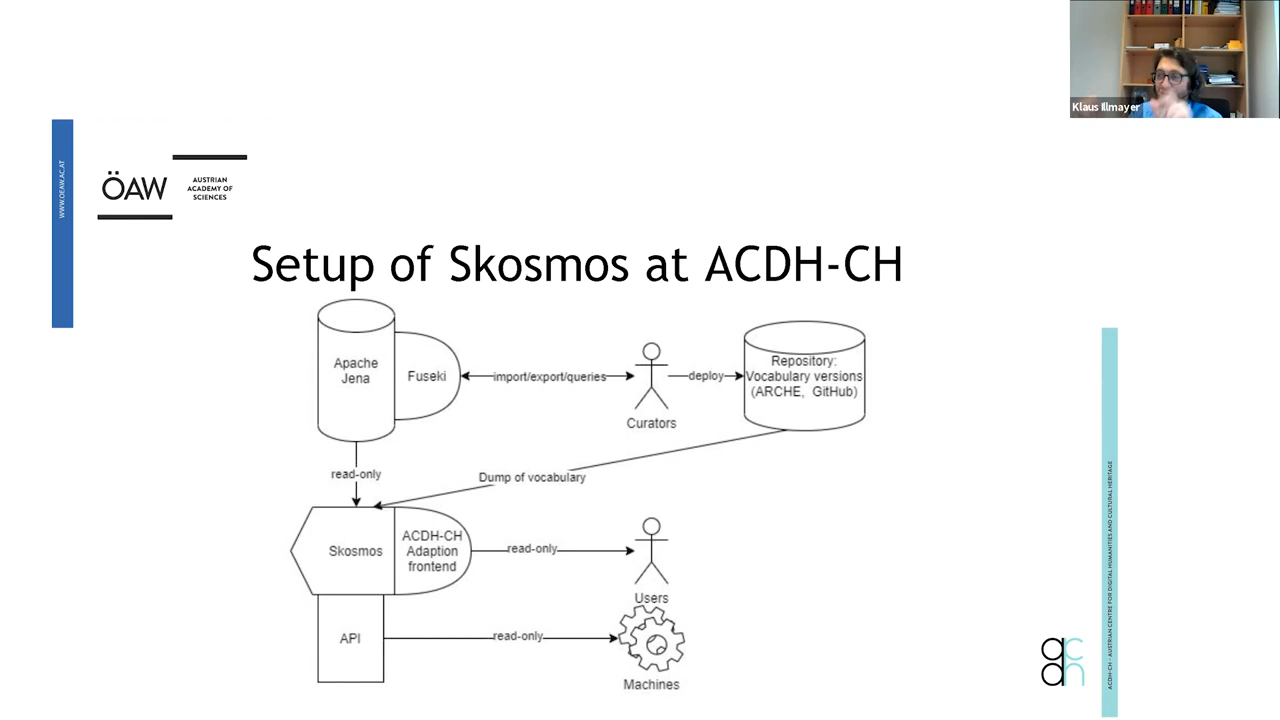 Klaus Illmayer
WWW.OEAW.AC.AT
ÖAW
AUSTRIAN
ACADEMY OF
SCIENCES
Setup of Skosmos at ACDH-CH
Apache
Jena
Fuseki
import/export/queries
Curators
deploy
Repository:
Vocabulary versions
(ARCHE, GitHub)
read-only
Dump of vocabulary
Skosmos
ACDH-CH
Adaption
frontend
read-only
Users
API
read-only
Machines
acdh
ACDH-CH - AUSTRIAN CENTRE FOR DIGITAL HUMANITIES AND CULTURAL HERITAGE